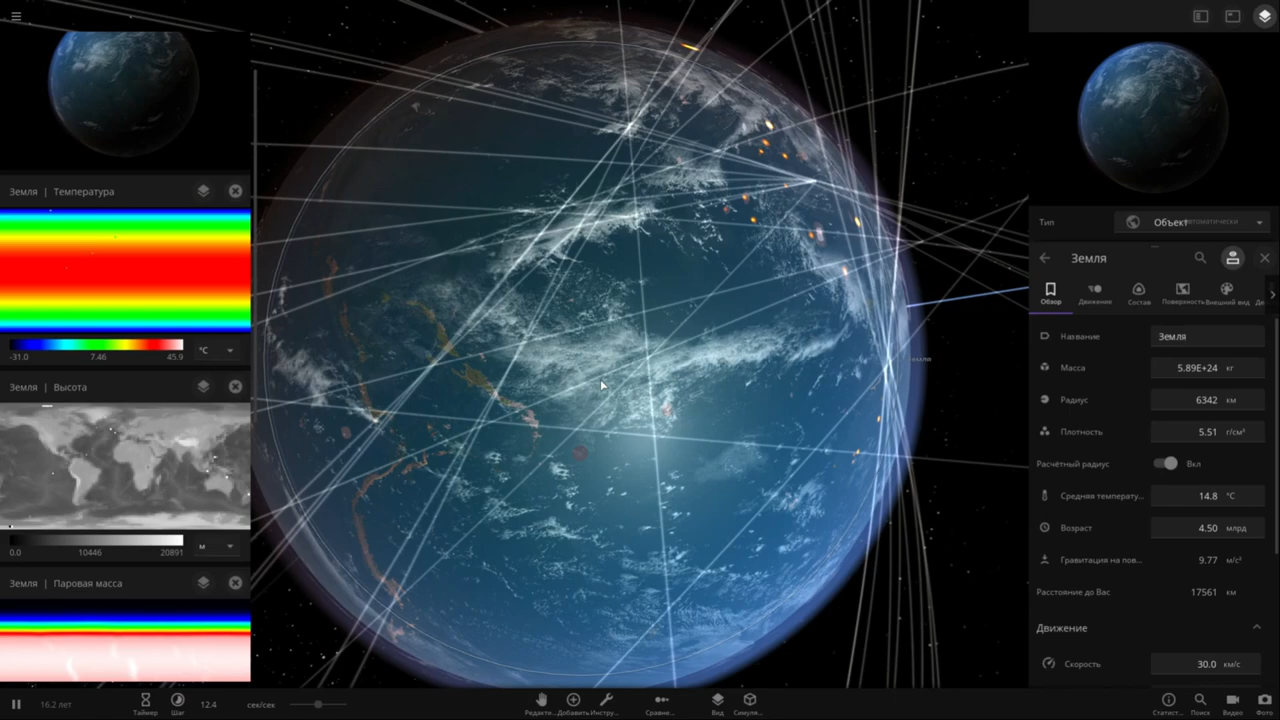 Земля | Температура
-31.0 7.46 45.9 °C
Земля | Высота
0.0 10446 20891 м
Земля | Паровая масса
Тип Объект автоматически
Земля
Обзор Движения Состав Поверхность Внешний вид
Название Земля
Масса 5.89E+24 кг
Радиус 6342 км
Плотность 5.51 г/см³
Расчётный радиус Вкл
Средняя температу... 14.8 °C
Возраст 4.50 млрд
Гравитация на пов... 9.77 м/с²
Расстояние до Вас 17561 км
Движение
Скорость 30.0 км/с
16.2 лет
Таймер
Шаг
12.4 сек/сек
Редакти... Добавить Инстру...
Сравне...
Вид
Симуля...
Статист...
Поиск
Видео
Фото